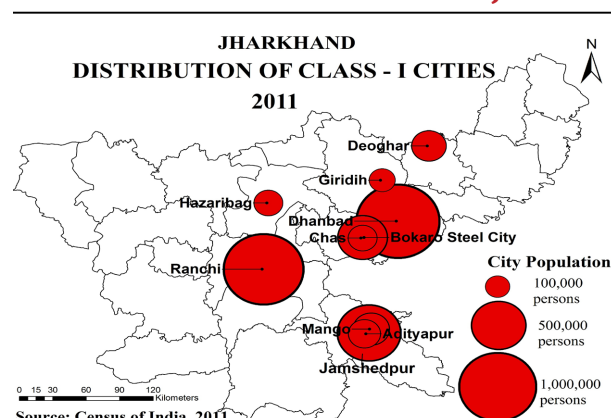 JHARKHAND
DISTRIBUTION OF CLASS - I CITIES
2011
N
Deoghar
Giridih
Hazaribag
Dhanbad
Chas
Bokaro Steel City
Ranchi
City Population
100,000
persons
500,000
persons
Mango
Adityapur
Jamshedpur
1,000,000
persons
0 15 30 60 90 120
Kilometers
Source: Census of India, 2011